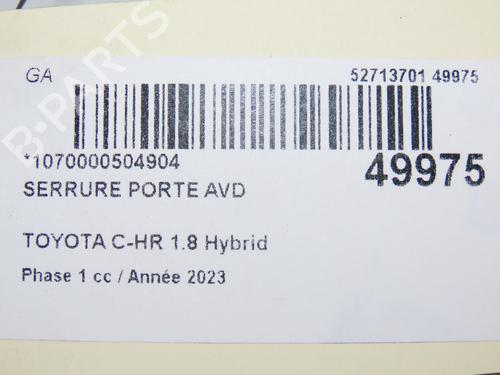 GA
52713701 49975
*1070000504904
49975
SERRURE PORTE AVD
TOYOTA C-HR 1.8 Hybrid
Phase 1 cc / Année 2023
B-PARTS